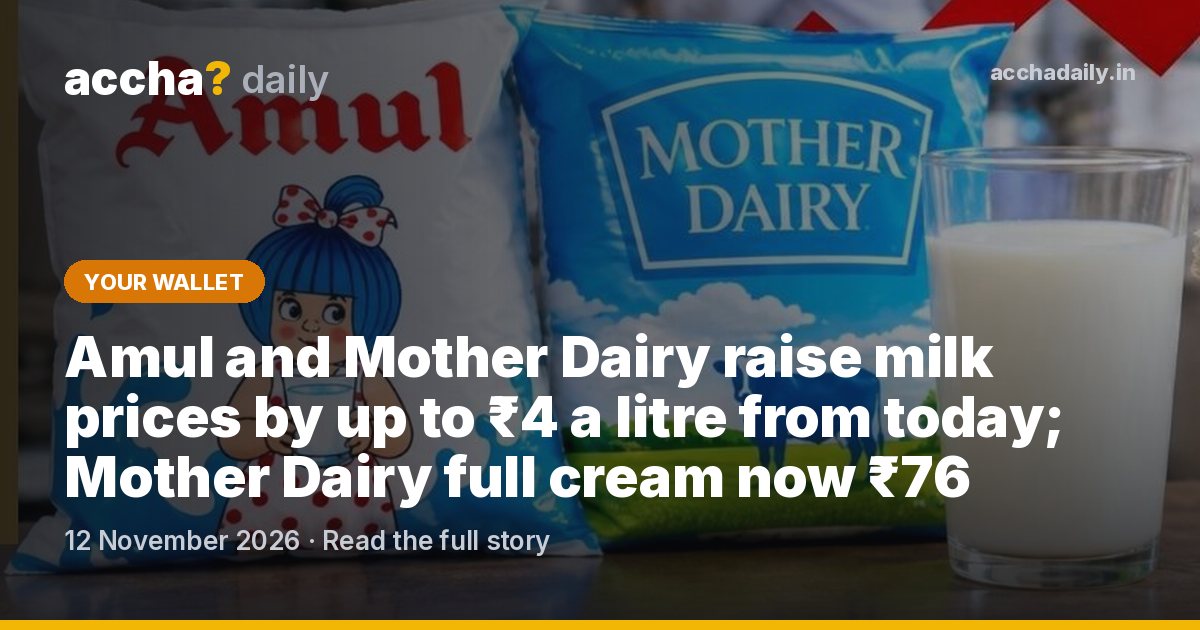 accha? daily
acchadaily.in
Amul
MOTHER
DAIRY
YOUR WALLET
Amul and Mother Dairy raise milk
prices by up to ₹4 a litre from today;
Mother Dairy full cream now ₹76
12 November 2026 · Read the full story